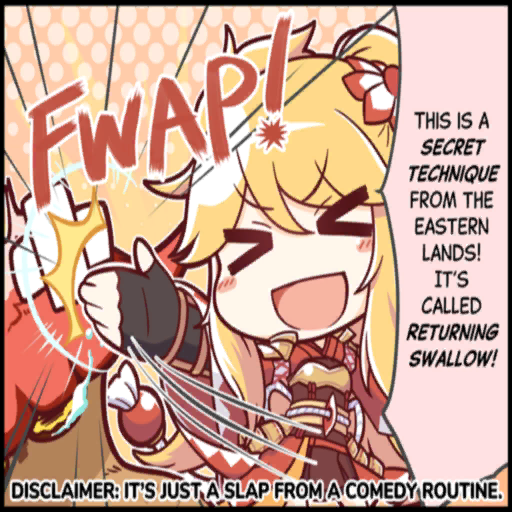 FWAP!
THIS IS A
SECRET
TECHNIQUE
FROM THE
EASTERN
LANDS!
IT'S
CALLED
RETURNING
SWALLOW!
DISCLAIMER: IT'S JUST A SLAP FROM A COMEDY ROUTINE.